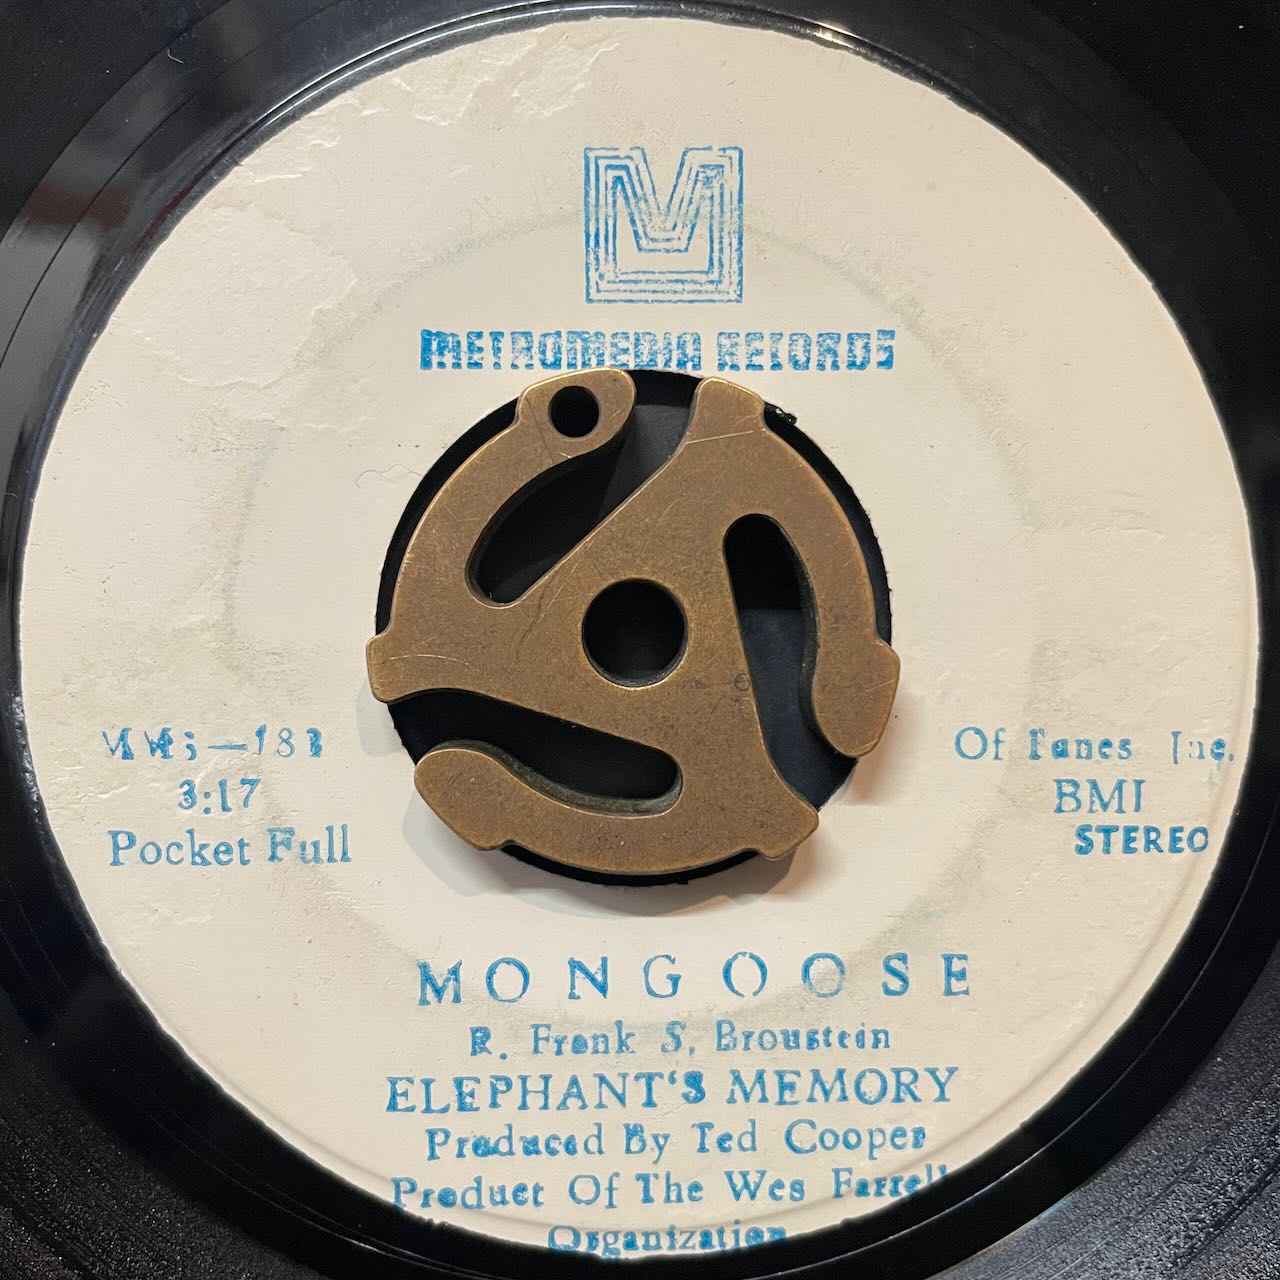 M
METROMEDIA RECORDS
MMS-183
3:17
Pocket Full
Of Tunes Inc.
BMI
STEREO
MONGOOSE
R. Frank S. Broustein
ELEPHANT'S MEMORY
Produced By Ted Cooper
Product Of The Wes Farrell
Organization